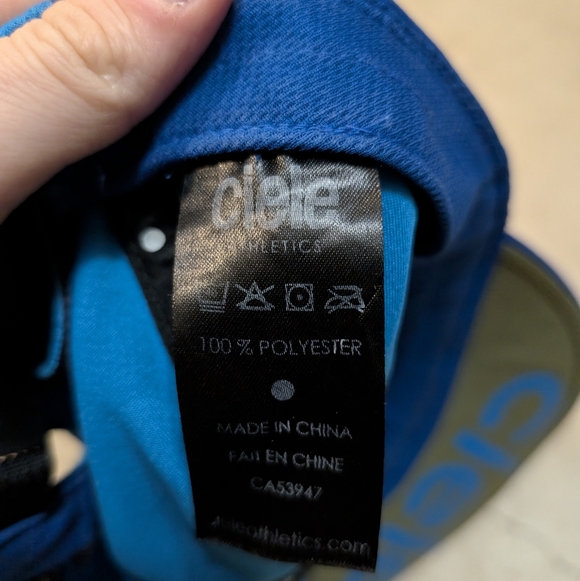 ciele
ATHLETICS
100 % POLYESTER
MADE IN CHINA
FAIT EN CHINE
CA53947
cieleathletics.com
ciele